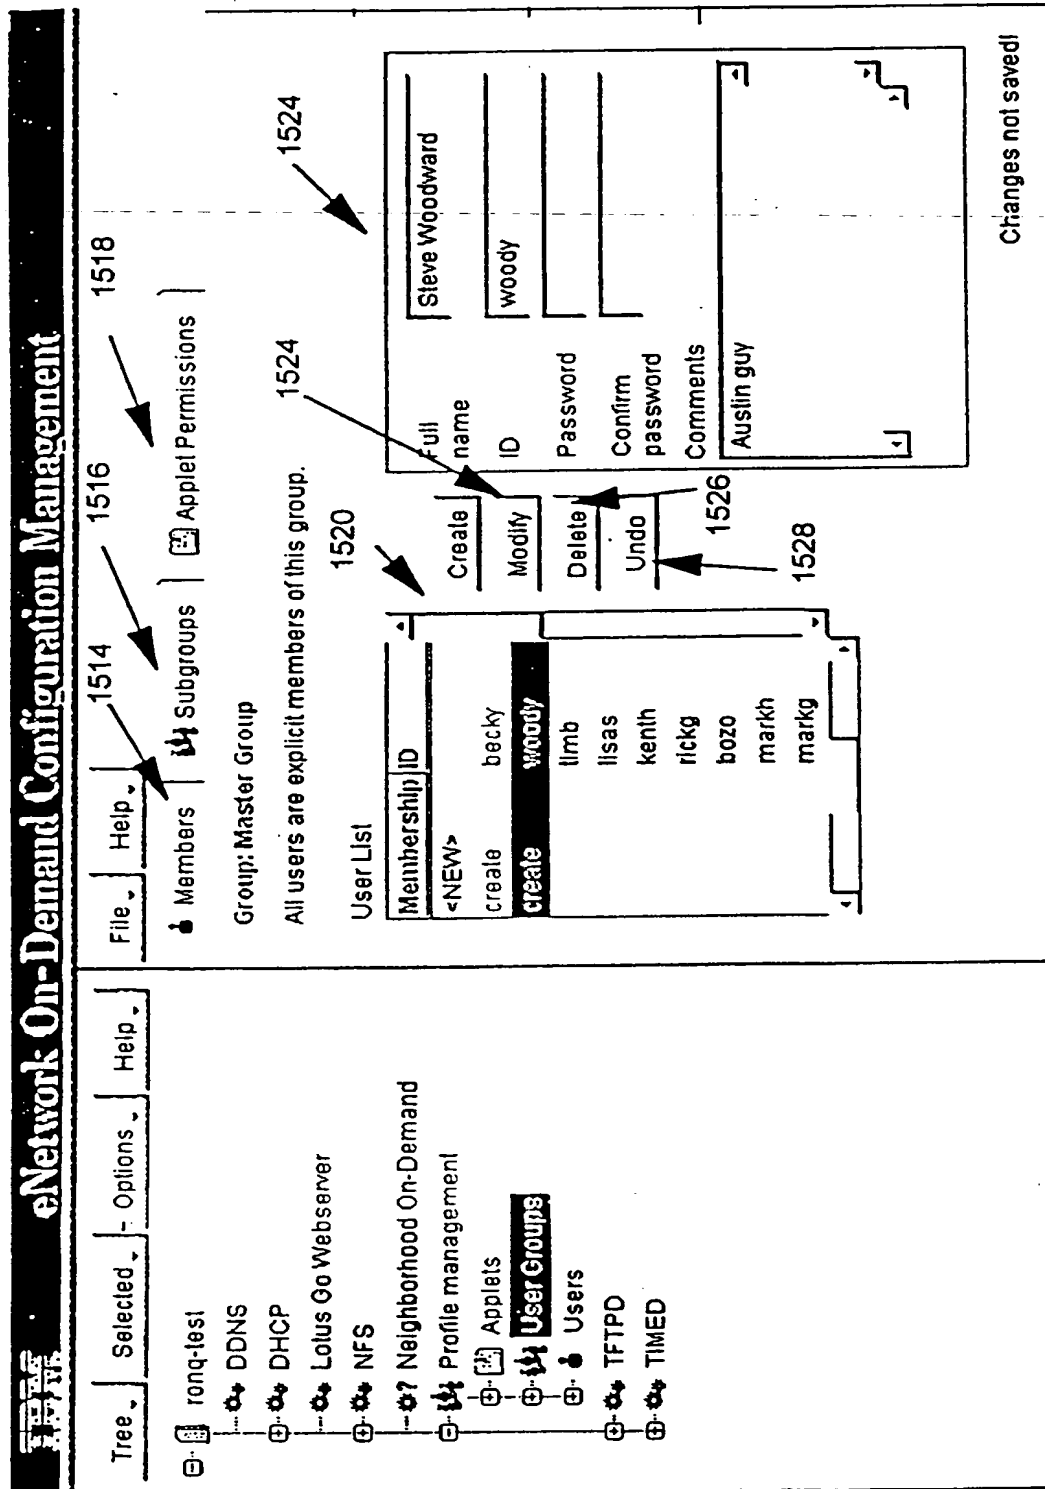 IBM
eNetwork On-Demand Configuration Management
Tree
Selected
Options
Help
ronq-test
DDNS
DHCP
Lotus Go Webserver
NFS
Neighborhood On-Demand
Profile management
Applets
User Groups
Users
TFTPD
TIMED
File
Help
1514
1516
1518
Members
Subgroups
Applet Permissions
Group: Master Group
All users are explicit members of this group.
User List
1520
1524
1524
Membership ID
<NEW>
create becky
create woody
timb
lisas
kenth
rickg
bozo
markh
markg
Create
Modify
Delete
Undo
1526
1528
Full name
Steve Woodward
ID
woody
Password
Confirm password
Comments
Austin guy
Changes not saved!